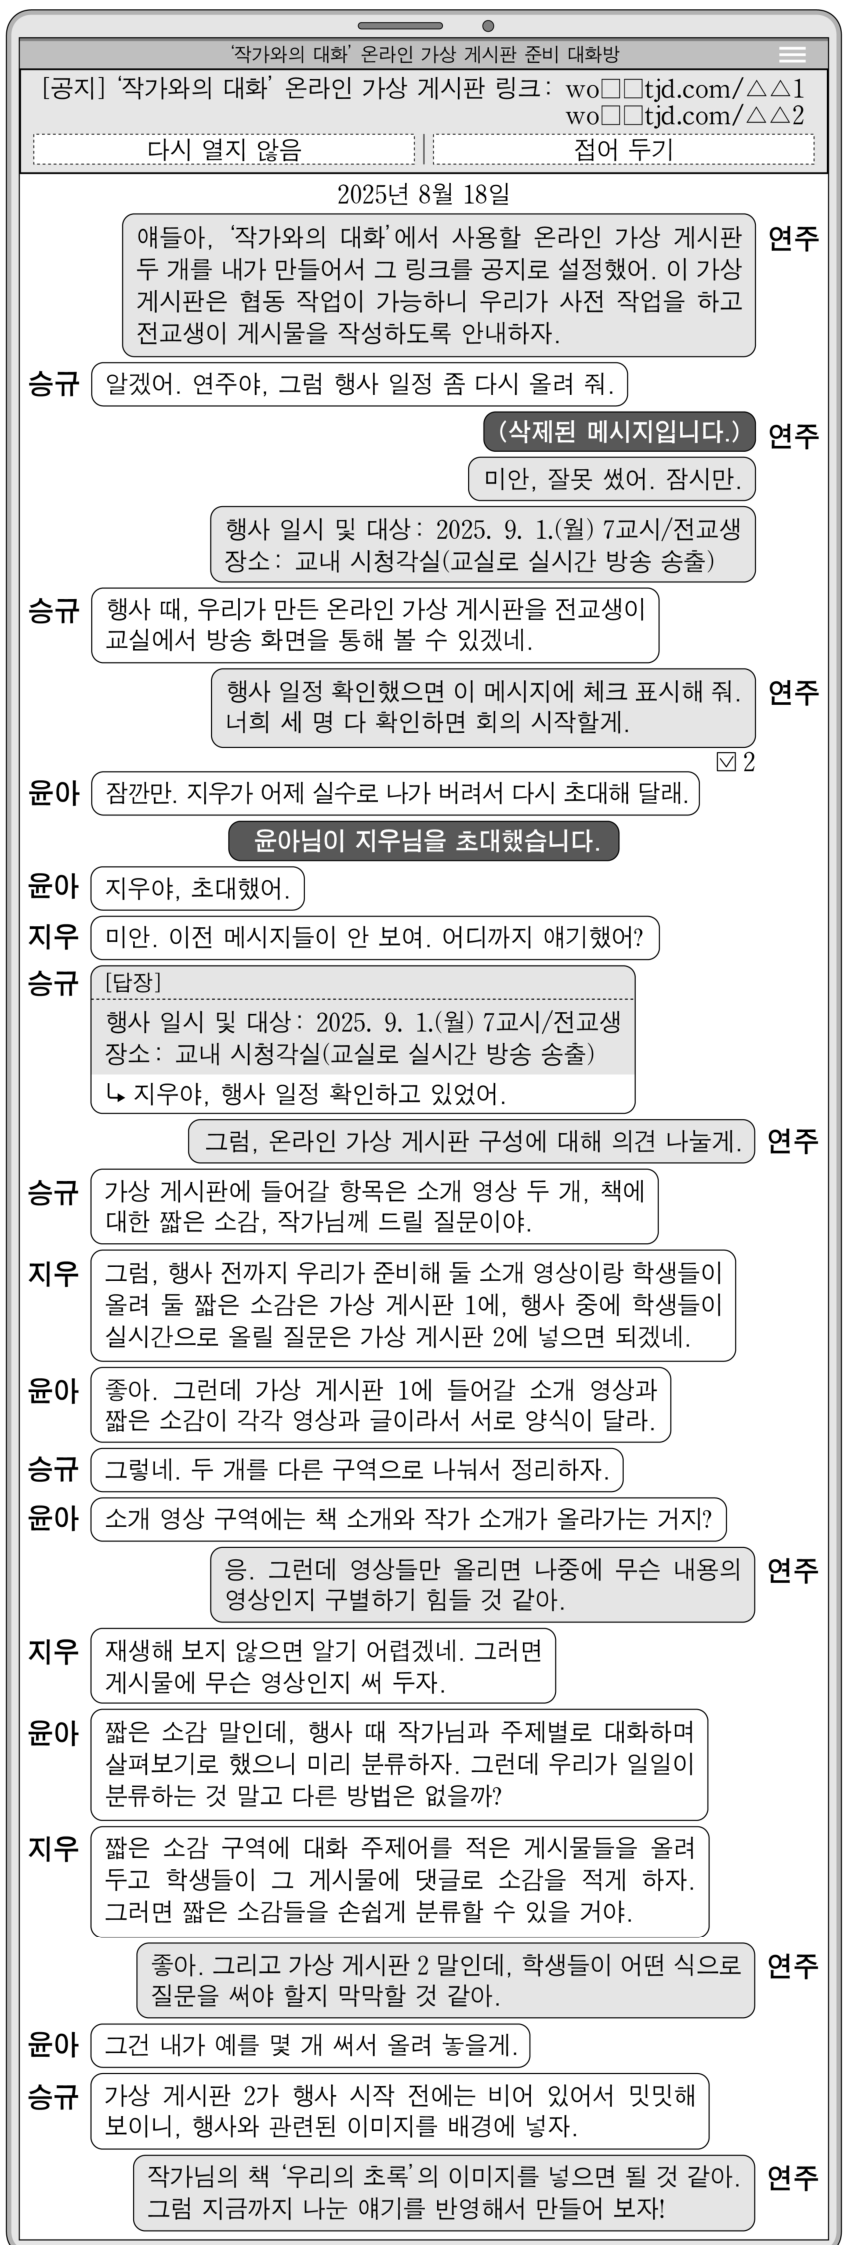 ‘작가와의 대화’ 온라인 가상 게시판 준비 대화방
[공지] ‘작가와의 대화’ 온라인 가상 게시판 링크: wo□□tjd.com/△△1
wo□□tjd.com/△△2
다시 열지 않음
접어 두기
2025년 8월 18일
연주
얘들아, ‘작가와의 대화’에서 사용할 온라인 가상 게시판
두 개를 내가 만들어서 그 링크를 공지로 설정했어. 이 가상
게시판은 협동 작업이 가능하니 우리가 사전 작업을 하고
전교생이 게시물을 작성하도록 안내하자.
승규
알겠어. 연주야, 그럼 행사 일정 좀 다시 올려 줘.
연주
(삭제된 메시지입니다.)
미안, 잘못 썼어. 잠시만.
행사 일시 및 대상: 2025. 9. 1.(월) 7교시/전교생
장소: 교내 시청각실(교실로 실시간 방송 송출)
승규
행사 때, 우리가 만든 온라인 가상 게시판을 전교생이
교실에서 방송 화면을 통해 볼 수 있겠네.
연주
행사 일정 확인했으면 이 메시지에 체크 표시해 줘.
너희 세 명 다 확인하면 회의 시작할게.
☑ 2
윤아
잠깐만. 지우가 어제 실수로 나가 버려서 다시 초대해 달래.
윤아님이 지우님을 초대했습니다.
윤아
지우야, 초대했어.
지우
미안. 이전 메시지들이 안 보여. 어디까지 얘기했어?
승규
[답장]
행사 일시 및 대상: 2025. 9. 1.(월) 7교시/전교생
장소: 교내 시청각실(교실로 실시간 방송 송출)
↳ 지우야, 행사 일정 확인하고 있었어.
연주
그럼, 온라인 가상 게시판 구성에 대해 의견 나눌게.
승규
가상 게시판에 들어갈 항목은 소개 영상 두 개, 책에
대한 짧은 소감, 작가님께 드릴 질문이야.
지우
그럼, 행사 전까지 우리가 준비해 둘 소개 영상이랑 학생들이
올려 둘 짧은 소감은 가상 게시판 1에, 행사 중에 학생들이
실시간으로 올릴 질문은 가상 게시판 2에 넣으면 되겠네.
윤아
좋아. 그런데 가상 게시판 1에 들어갈 소개 영상과
짧은 소감이 각각 영상과 글이라서 서로 양식이 달라.
승규
그렇네. 두 개를 다른 구역으로 나눠서 정리하자.
윤아
소개 영상 구역에는 책 소개와 작가 소개가 올라가는 거지?
연주
응. 그런데 영상들만 올리면 나중에 무슨 내용의
영상인지 구별하기 힘들 것 같아.
지우
재생해 보지 않으면 알기 어렵겠네. 그러면
게시물에 무슨 영상인지 써 두자.
윤아
짧은 소감 말인데, 행사 때 작가님과 주제별로 대화하며
살펴보기로 했으니 미리 분류하자. 그런데 우리가 일일이
분류하는 것 말고 다른 방법은 없을까?
지우
짧은 소감 구역에 대화 주제어를 적은 게시물들을 올려
두고 학생들이 그 게시물에 댓글로 소감을 적게 하자.
그러면 짧은 소감들을 손쉽게 분류할 수 있을 거야.
연주
좋아. 그리고 가상 게시판 2 말인데, 학생들이 어떤 식으로
질문을 써야 할지 막막할 것 같아.
윤아
그건 내가 예를 몇 개 써서 올려 놓을게.
승규
가상 게시판 2가 행사 시작 전에는 비어 있어서 밋밋해
보이니, 행사와 관련된 이미지를 배경에 넣자.
연주
작가님의 책 ‘우리의 초록’의 이미지를 넣으면 될 것 같아.
그럼 지금까지 나눈 얘기를 반영해서 만들어 보자!